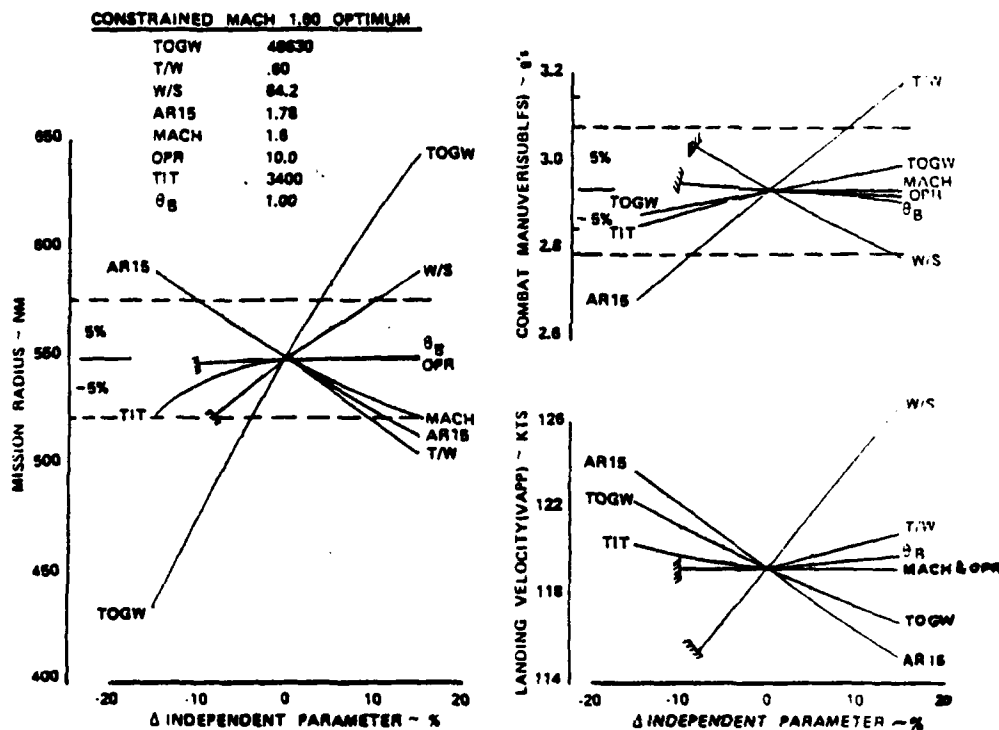 CONSTRAINED MACH 1.60 OPTIMUM
TOGW 46630
T/W .60
W/S 64.2
AR15 1.78
MACH 1.6
OPR 10.0
TIT 3400
θB 1.00
MISSION RADIUS ~ NM
650
600
550
500
450
400
5%
-5%
TOGW
AR15
W/S
θB
OPR
TIT
MACH
AR15
T/W
TOGW
-20 -10 0 10 20
Δ INDEPENDENT PARAMETER ~ %
COMBAT MANUVER(SUBLFS) ~ g's
3.2
3.0
2.8
2.6
5%
-5%
T/W
TOGW
MACH
OPR
θB
W/S
TOGW
TIT
AR15
LANDING VELOCITY(VAPP) ~ KTS
126
122
118
114
W/S
AR15
TOGW
TIT
T/W
θB
MACH & OPR
TOGW
AR15
-20 -10 0 10 20
Δ INDEPENDENT PARAMETER ~ %